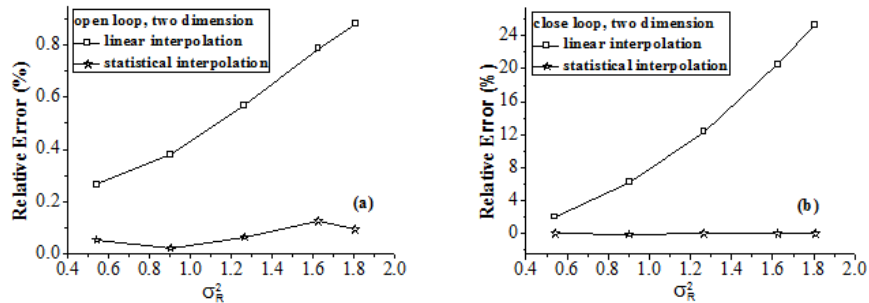 open loop, two dimension
linear interpolation
statistical interpolation
Relative Error (%)
0.8
0.6
0.4
0.2
0.0
(a)
0.4 0.6 0.8 1.0 1.2 1.4 1.6 1.8 2.0
σ²R
close loop, two dimension
linear interpolation
statistical interpolation
Relative Error (%)
24
20
16
12
8
4
0
(b)
0.4 0.6 0.8 1.0 1.2 1.4 1.6 1.8 2.0
σ²R